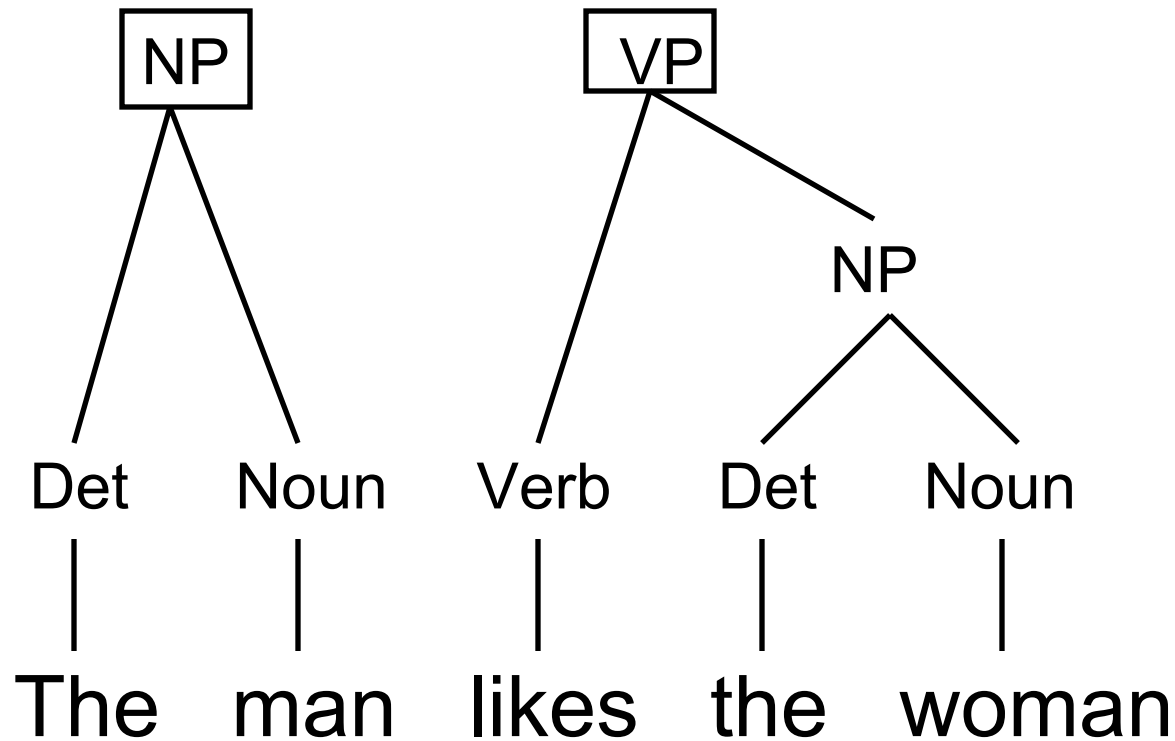 NP VP
NP
Det Noun Verb Det Noun
The man likes the woman